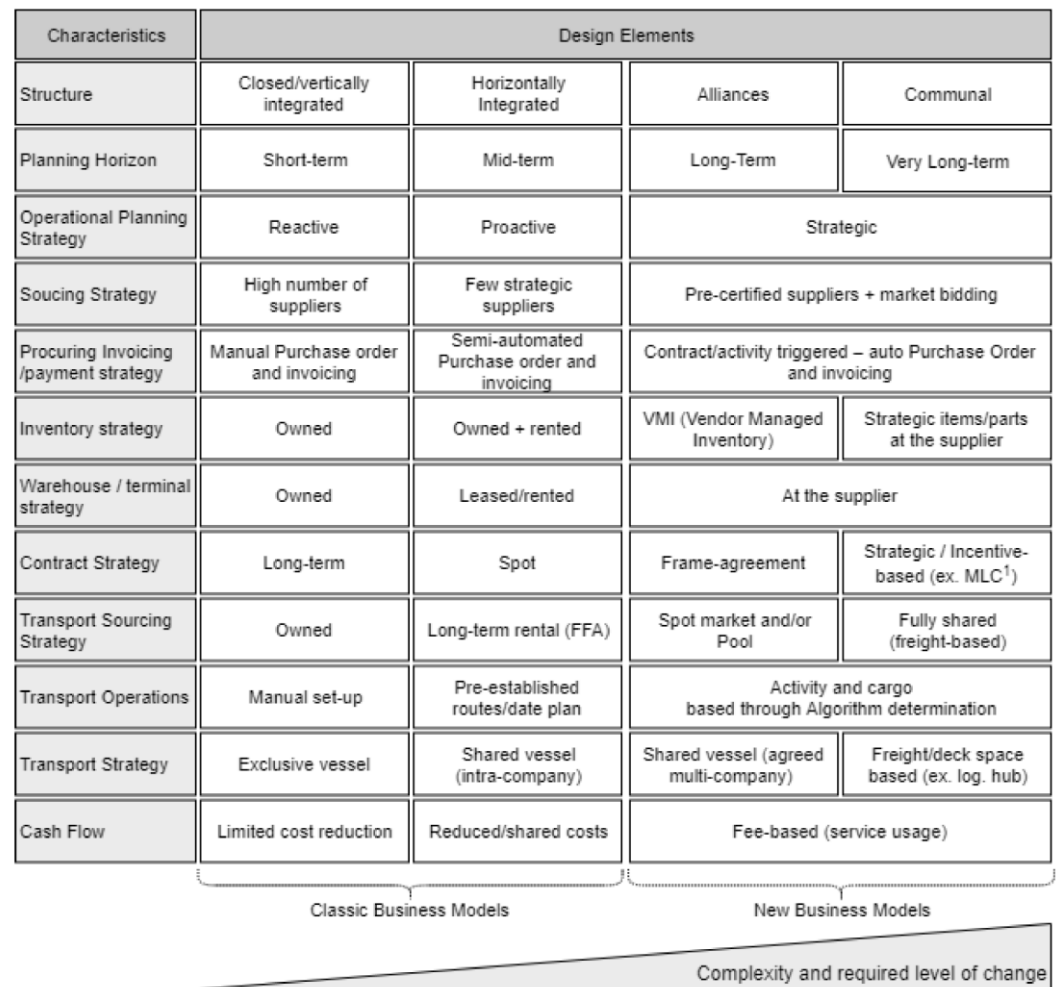 Characteristics
Design Elements
Structure
Closed/vertically
integrated
Horizontally
Integrated
Alliances
Communal
Planning Horizon
Short-term
Mid-term
Long-Term
Very Long-term
Operational Planning
Strategy
Reactive
Proactive
Strategic
Soucing Strategy
High number of
suppliers
Few strategic
suppliers
Pre-certified suppliers + market bidding
Procuring Invoicing
/payment strategy
Manual Purchase order
and invoicing
Semi-automated
Purchase order and
invoicing
Contract/activity triggered – auto Purchase Order
and invoicing
Inventory strategy
Owned
Owned + rented
VMI (Vendor Managed
Inventory)
Strategic items/parts
at the supplier
Warehouse / terminal
strategy
Owned
Leased/rented
At the supplier
Contract Strategy
Long-term
Spot
Frame-agreement
Strategic / Incentive-
based (ex. MLC¹)
Transport Sourcing
Strategy
Owned
Long-term rental (FFA)
Spot market and/or
Pool
Fully shared
(freight-based)
Transport Operations
Manual set-up
Pre-established
routes/date plan
Activity and cargo
based through Algorithm determination
Transport Strategy
Exclusive vessel
Shared vessel
(intra-company)
Shared vessel (agreed
multi-company)
Freight/deck space
based (ex. log. hub)
Cash Flow
Limited cost reduction
Reduced/shared costs
Fee-based (service usage)
Classic Business Models
New Business Models
Complexity and required level of change